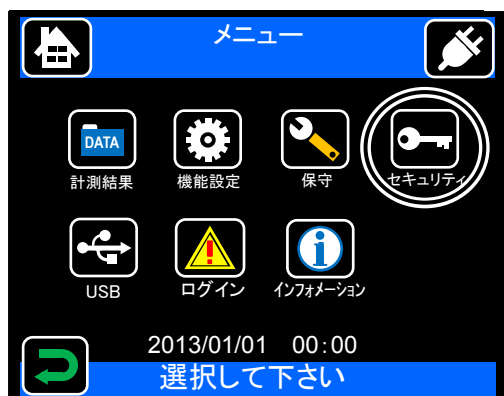 メニュー
DATA
計測結果 機能設定 保守 セキュリティ
USB ログイン インフォメーション
2013/01/01 00:00
選択して下さい